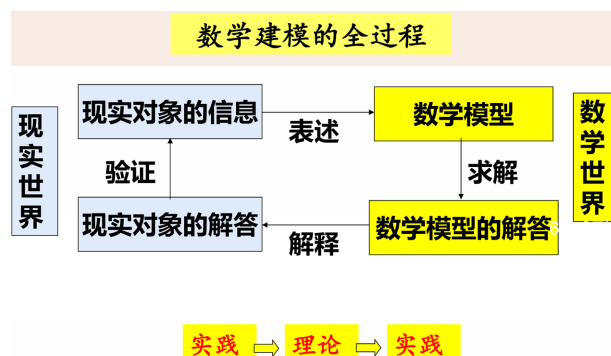 数学建模的全过程
现实世界
现实对象的信息
表述
数学模型
数学世界
验证
求解
现实对象的解答
解释
数学模型的解答
实践
理论
实践